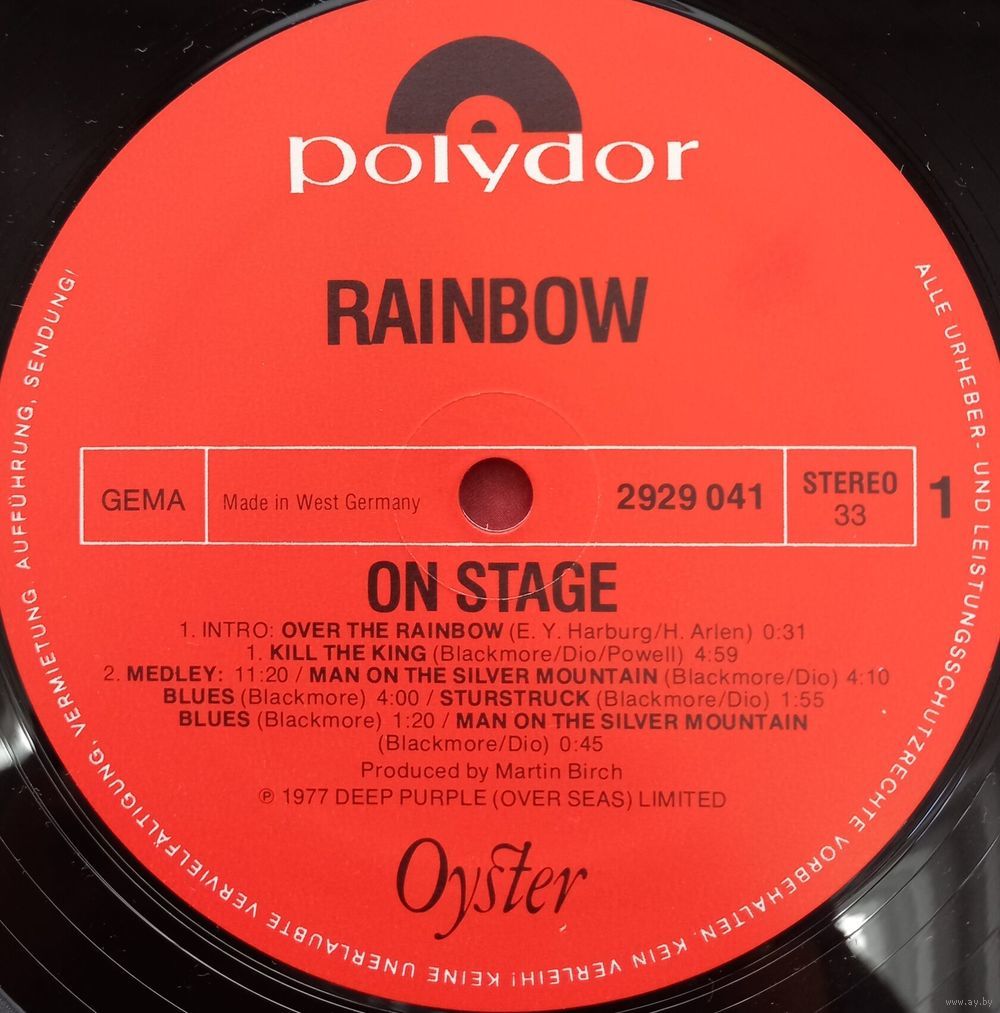 polydor
RAINBOW
GEMA
Made in West Germany
2929 041
STEREO
33
1
ON STAGE
1. INTRO: OVER THE RAINBOW (E. Y. Harburg/H. Arlen) 0:31
1. KILL THE KING (Blackmore/Dio/Powell) 4:59
2. MEDLEY: 11:20 / MAN ON THE SILVER MOUNTAIN (Blackmore/Dio) 4:10
BLUES (Blackmore) 4:00 / STURSTRUCK (Blackmore/Dio) 1:55
BLUES (Blackmore) 1:20 / MAN ON THE SILVER MOUNTAIN
(Blackmore/Dio) 0:45
Produced by Martin Birch
℗ 1977 DEEP PURPLE (OVER SEAS) LIMITED
Oyster
ALLE URHEBER- UND LEISTUNGSSCHUTZRECHTE VORBEHALTEN. KEIN VERLEIH! KEINE UNERLAUBTE VERVIELFÄLTIGUNG, VERMIETUNG, AUFFÜHRUNG, SENDUNG!
www.ay.by